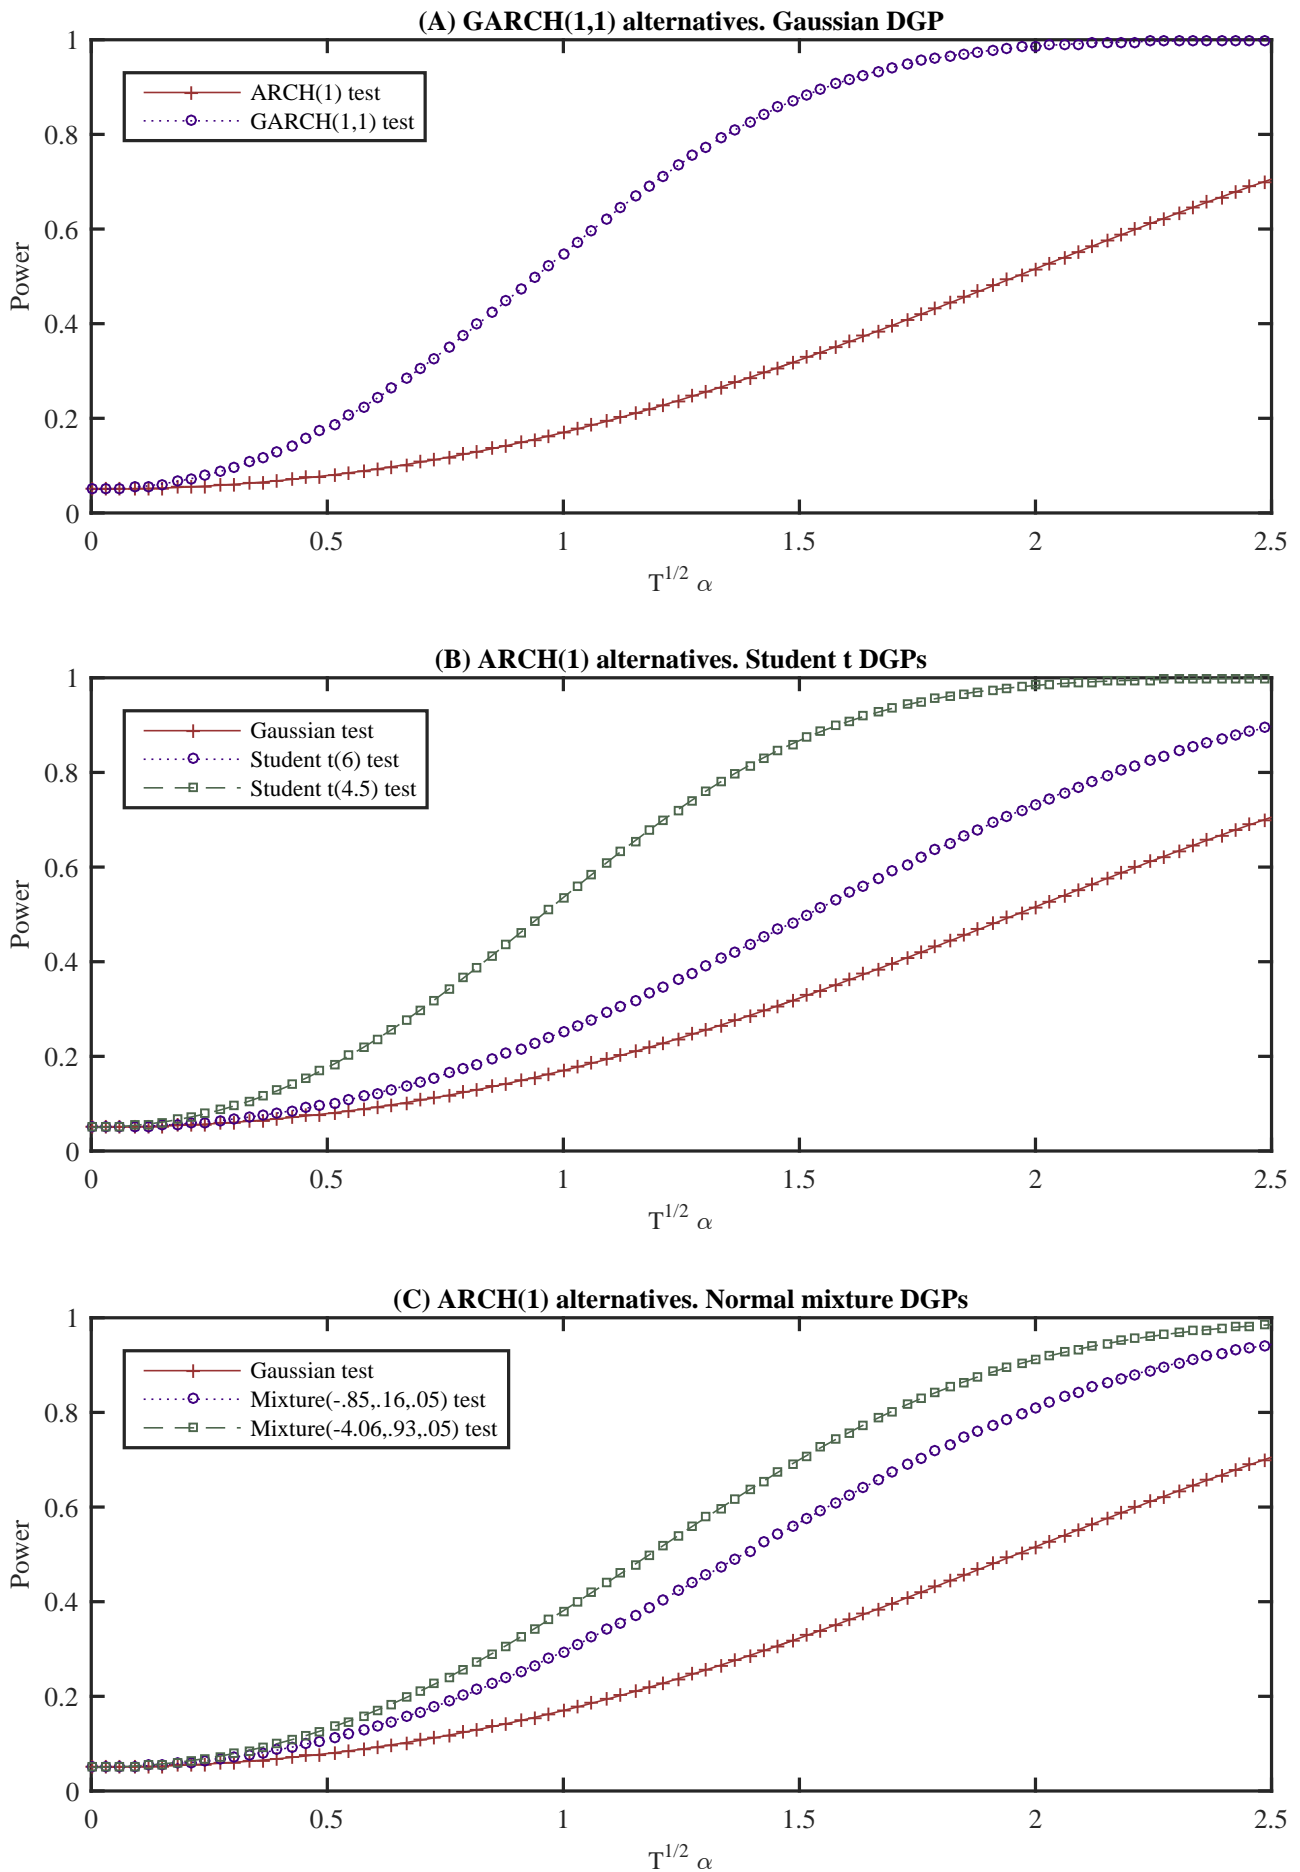 (A) GARCH(1,1) alternatives. Gaussian DGP
1
0.8
0.6
0.4
0.2
0
Power
ARCH(1) test
GARCH(1,1) test
0 0.5 1 1.5 2 2.5
T^{1/2} α
(B) ARCH(1) alternatives. Student t DGPs
1
0.8
0.6
0.4
0.2
0
Power
Gaussian test
Student t(6) test
Student t(4.5) test
0 0.5 1 1.5 2 2.5
T^{1/2} α
(C) ARCH(1) alternatives. Normal mixture DGPs
1
0.8
0.6
0.4
0.2
0
Power
Gaussian test
Mixture(-.85,.16,.05) test
Mixture(-4.06,.93,.05) test
0 0.5 1 1.5 2 2.5
T^{1/2} α